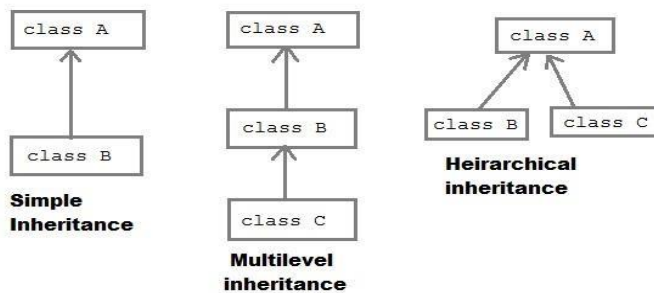 class A
class B
Simple
Inheritance
class A
class B
class C
Multilevel
inheritance
class A
class B
class C
Heirarchical
inheritance